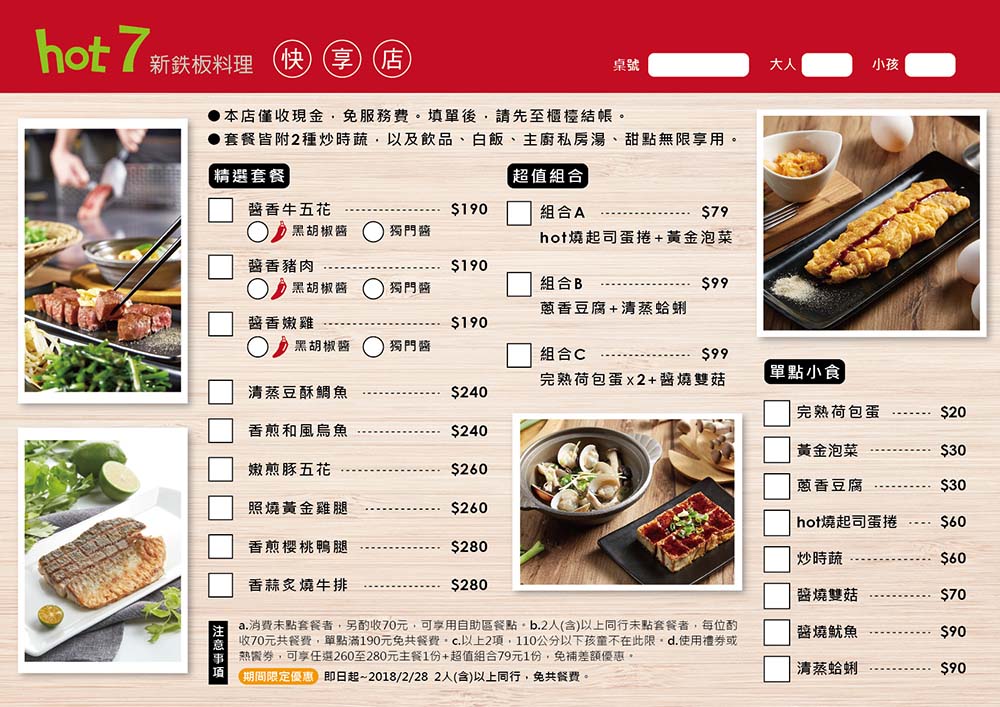 hot 7 新鉄板料理 快享店
桌號 大人 小孩
●本店僅收現金，免服務費。填單後，請先至櫃檯結帳。
●套餐皆附2種炒時蔬，以及飲品、白飯、主廚私房湯、甜點無限享用。
精選套餐
醬香牛五花 $190
黑胡椒醬 獨門醬
醬香豬肉 $190
黑胡椒醬 獨門醬
醬香嫩雞 $190
黑胡椒醬 獨門醬
清蒸豆酥鯛魚 $240
香煎和風烏魚 $240
嫩煎豚五花 $260
照燒黃金雞腿 $260
香煎櫻桃鴨腿 $280
香蒜炙燒牛排 $280
超值組合
組合A $79
hot燒起司蛋捲+黃金泡菜
組合B $99
蔥香豆腐+清蒸蛤蜊
組合C $99
完熟荷包蛋x2+醬燒雙菇
單點小食
完熟荷包蛋 $20
黃金泡菜 $30
蔥香豆腐 $30
hot燒起司蛋捲 $60
炒時蔬 $60
醬燒雙菇 $70
醬燒魷魚 $90
清蒸蛤蜊 $90
注意事項
a.消費未點套餐者，另酌收70元，可享用自助區餐點。b.2人(含)以上同行未點套餐者，每位酌
收70元共餐費，單點滿190元免共餐費。c.以上2項，110公分以下孩童不在此限。d.使用禮券或
熟饗券，可享任選260至280元主餐1份+超值組合79元1份，免補差額優惠。
期間限定優惠 即日起~2018/2/28 2人(含)以上同行，免共餐費。